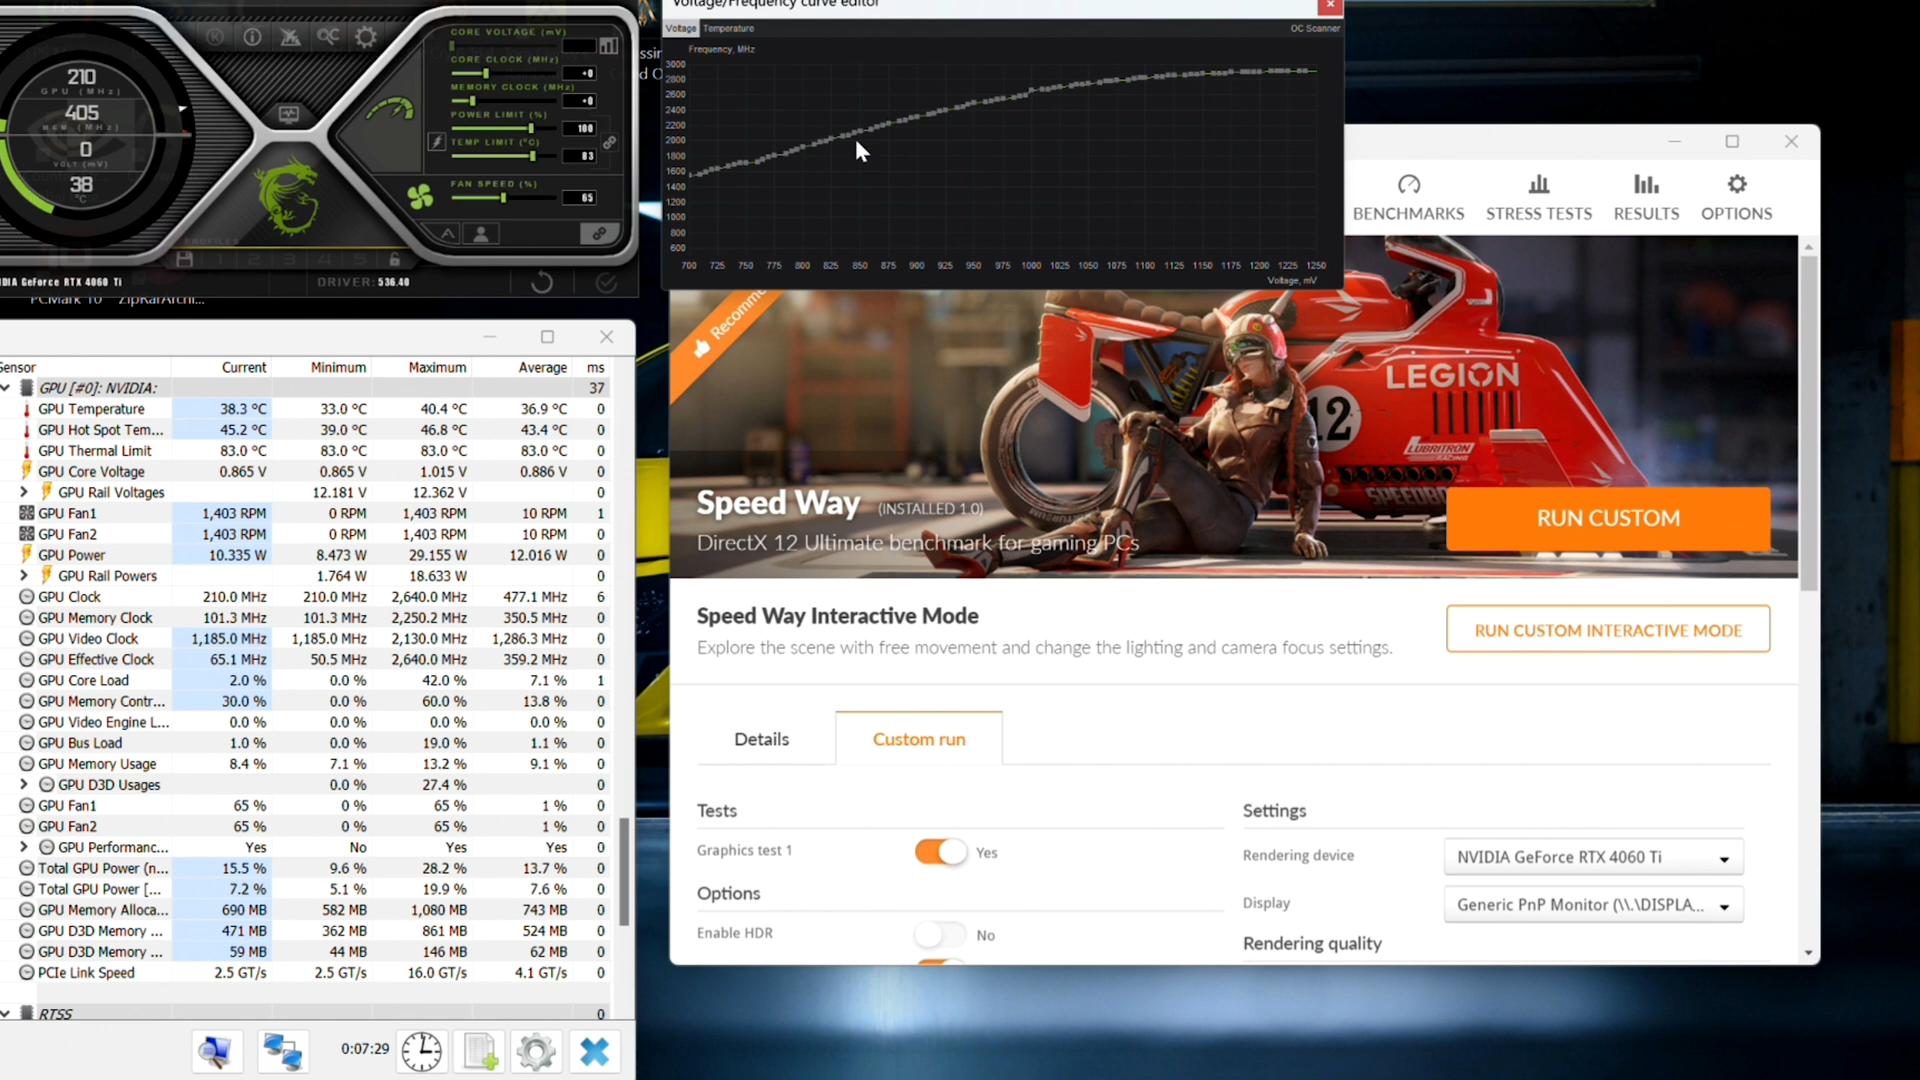 210
GPU (MHz)
405
MEM (MHz)
0
VOLT (mV)
38
°C
CORE VOLTAGE (mV)
CORE CLOCK (MHz)
+0
MEMORY CLOCK (MHz)
+0
POWER LIMIT (%)
100
TEMP LIMIT (°C)
83
FAN SPEED (%)
65
PROFILES
1 2 3 4 5
NVIDIA GeForce RTX 4060 Ti
DRIVER: 536.40
PCMark 10
ZipRarArchi...
Voltage/Frequency curve editor
Voltage Temperature
OC Scanner
Frequency, MHz
3000
2800
2600
2400
2200
2000
1800
1600
1400
1200
1000
800
600
700 725 750 775 800 825 850 875 900 925 950 975 1000 1025 1050 1075 1100 1125 1150 1175 1200 1225 1250
Voltage, mV
Sensor Current Minimum Maximum Average ms
GPU [#0]: NVIDIA: 37
GPU Temperature 38.3 °C 33.0 °C 40.4 °C 36.9 °C 0
GPU Hot Spot Tem... 45.2 °C 39.0 °C 46.8 °C 43.4 °C 0
GPU Thermal Limit 83.0 °C 83.0 °C 83.0 °C 83.0 °C 0
GPU Core Voltage 0.865 V 0.865 V 1.015 V 0.886 V 0
GPU Rail Voltages 12.181 V 12.362 V 0
GPU Fan1 1,403 RPM 0 RPM 1,403 RPM 10 RPM 1
GPU Fan2 1,403 RPM 0 RPM 1,403 RPM 10 RPM 0
GPU Power 10.335 W 8.473 W 29.155 W 12.016 W 0
GPU Rail Powers 1.764 W 18.633 W 0
GPU Clock 210.0 MHz 210.0 MHz 2,640.0 MHz 477.1 MHz 6
GPU Memory Clock 101.3 MHz 101.3 MHz 2,250.2 MHz 350.5 MHz 0
GPU Video Clock 1,185.0 MHz 1,185.0 MHz 2,130.0 MHz 1,286.3 MHz 0
GPU Effective Clock 65.1 MHz 50.5 MHz 2,640.0 MHz 359.2 MHz 0
GPU Core Load 2.0 % 0.0 % 42.0 % 7.1 % 1
GPU Memory Contr... 30.0 % 0.0 % 60.0 % 13.8 % 0
GPU Video Engine L... 0.0 % 0.0 % 0.0 % 0.0 % 0
GPU Bus Load 1.0 % 0.0 % 19.0 % 1.1 % 0
GPU Memory Usage 8.4 % 7.1 % 13.2 % 9.1 % 0
GPU D3D Usages 0.0 % 27.4 % 0
GPU Fan1 65 % 0 % 65 % 1 % 0
GPU Fan2 65 % 0 % 65 % 1 % 0
GPU Performanc... Yes No Yes Yes 0
Total GPU Power (n... 15.5 % 9.6 % 28.2 % 13.7 % 0
Total GPU Power [... 7.2 % 5.1 % 19.9 % 7.6 % 0
GPU Memory Alloca... 690 MB 582 MB 1,080 MB 743 MB 0
GPU D3D Memory ... 471 MB 362 MB 861 MB 524 MB 0
GPU D3D Memory ... 59 MB 44 MB 146 MB 62 MB 0
PCIe Link Speed 2.5 GT/s 2.5 GT/s 16.0 GT/s 4.1 GT/s 0
RTSS 0
0:07:29
BENCHMARKS STRESS TESTS RESULTS OPTIONS
Recomme
LEGION
12
LUBRITRON
RACING
Speed Way (INSTALLED 1.0)
DirectX 12 Ultimate benchmark for gaming PCs
RUN CUSTOM
Speed Way Interactive Mode
Explore the scene with free movement and change the lighting and camera focus settings.
RUN CUSTOM INTERACTIVE MODE
Details Custom run
Tests
Graphics test 1 Yes
Options
Enable HDR No
Settings
Rendering device NVIDIA GeForce RTX 4060 Ti
Display Generic PnP Monitor (\\.\DISPLA...
Rendering quality